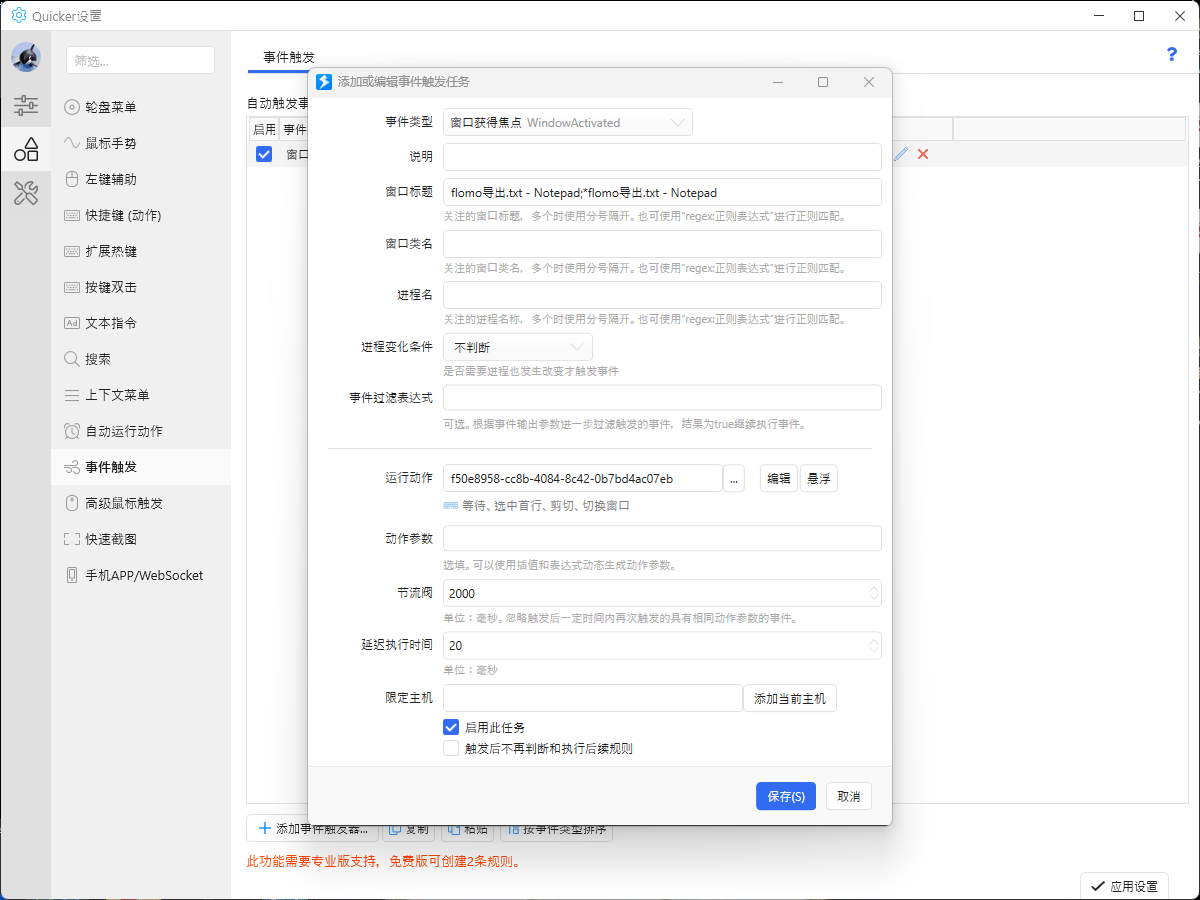 Quicker设置
筛选...
轮盘菜单
鼠标手势
左键辅助
快捷键 (动作)
扩展热键
按键双击
Ad 文本指令
搜索
上下文菜单
自动运行动作
事件触发
高级鼠标触发
快速截图
手机APP/WebSocket
事件触发
?
自动触发事
启用 事件
窗口
添加或编辑事件触发任务
事件类型 窗口获得焦点 WindowActivated
说明
窗口标题 flomo导出.txt - Notepad;*flomo导出.txt - Notepad
关注的窗口标题，多个时使用分号隔开。也可使用“regex:正则表达式”进行正则匹配。
窗口类名
关注的窗口类名，多个时使用分号隔开。也可使用“regex:正则表达式”进行正则匹配。
进程名
关注的进程名称，多个时使用分号隔开。也可使用“regex:正则表达式”进行正则匹配。
进程变化条件 不判断
是否需要进程也发生改变才触发事件
事件过滤表达式
可选。根据事件输出参数进一步过滤触发的事件，结果为true继续执行事件。
运行动作 f50e8958-cc8b-4084-8c42-0b7bd4ac07eb ... 编辑 悬浮
等待、选中首行、剪切、切换窗口
动作参数
选填。可以使用插值和表达式动态生成动作参数。
节流阀 2000
单位：毫秒。忽略触发后一定时间内再次触发的具有相同动作参数的事件。
延迟执行时间 20
单位：毫秒
限定主机 添加当前主机
启用此任务
触发后不再判断和执行后续规则
保存(S) 取消
添加事件触发器... 复制 粘贴 按事件类型排序
此功能需要专业版支持，免费版可创建2条规则。
应用设置